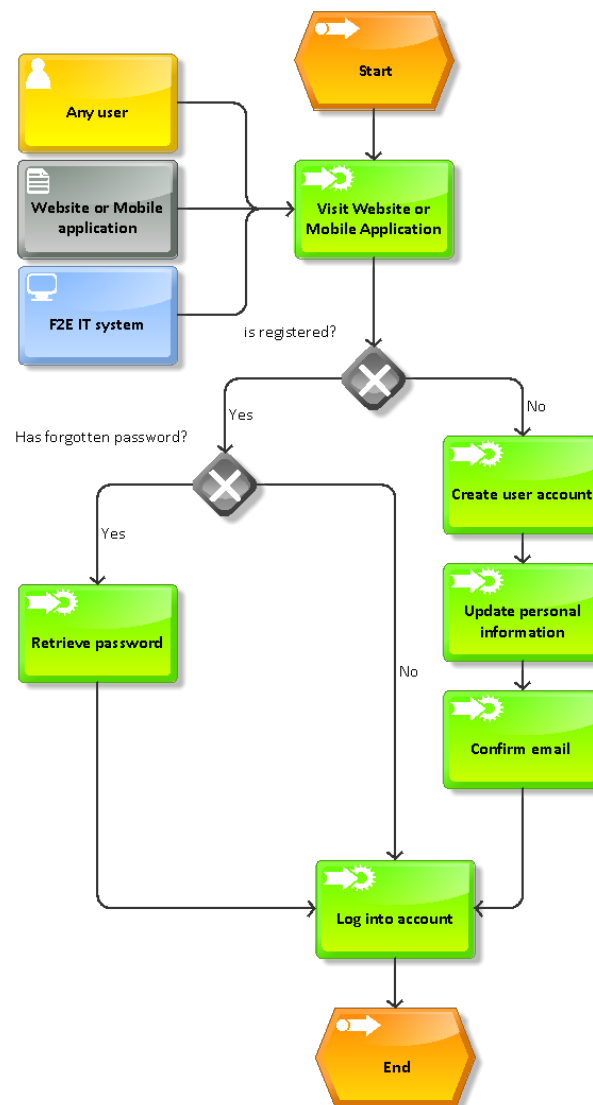 Start
Any user
Website or Mobile
application
F2E IT system
Visit Website or
Mobile Application
is registered?
Yes
No
Has forgotten password?
Create user account
Yes
Update personal
information
Retrieve password
No
Confirm email
Log into account
End